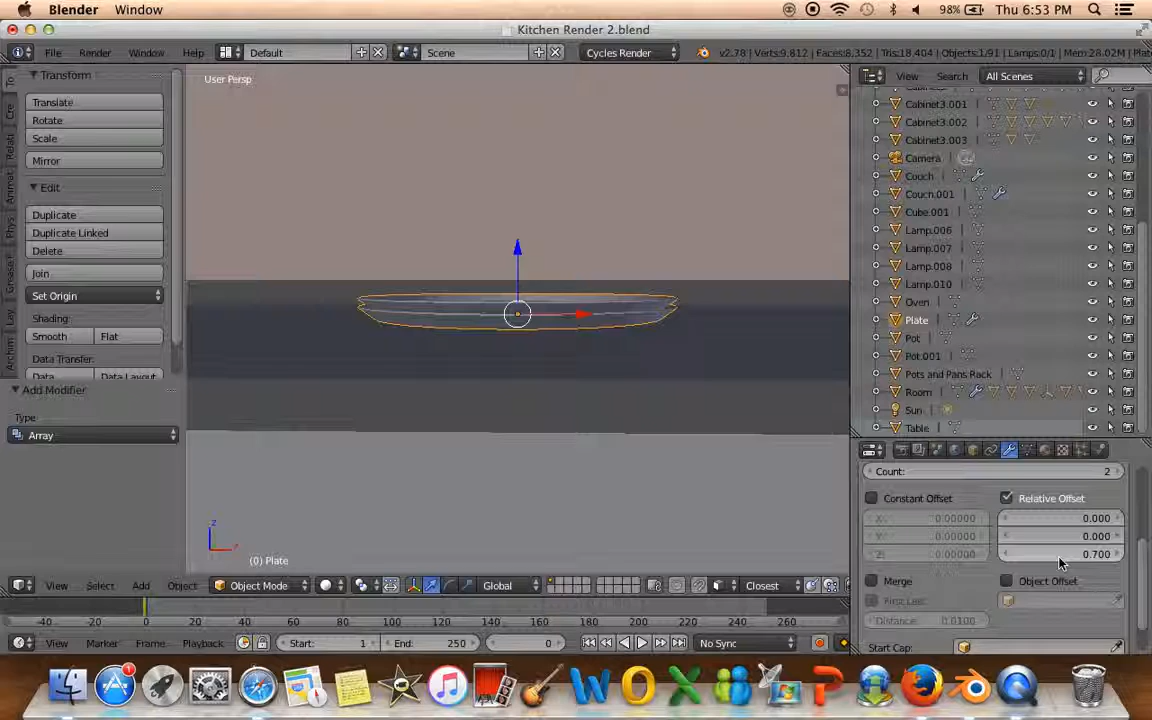 Blender Window 98% Thu 6:53 PM
Kitchen Render 2.blend
File Render Window Help Default Scene Cycles Render v2.78 | Verts:9,812 | Faces:8,352 | Tris:18,404 | Objects:1/91 | Lamps:0/1 | Mem:28.02M |
Transform
Translate
Rotate
Scale
Mirror
Edit
Duplicate
Duplicate Linked
Delete
Join
Set Origin
Shading:
Smooth Flat
Data Transfer:
Data Data Layout
Add Modifier
Type
Array
User Persp
(0) Plate
View Select Add Object Object Mode Global Closest
-40 -20 0 20 40 60 80 100 120 140 160 180 200 220 240 260
View Marker Frame Playback Start: 1 End: 250 0 No Sync
View Search All Scenes
Cabinet3.001
Cabinet3.002
Cabinet3.003
Camera
Couch
Couch.001
Cube.001
Lamp.006
Lamp.007
Lamp.008
Lamp.010
Oven
Plate
Pot
Pot.001
Pots and Pans Rack
Room
Sun
Table
Count: 2
Constant Offset Relative Offset
X: 0.00000 0.000
Y: 0.00000 0.000
Z: 0.00000 0.700
Merge Object Offset
First Last
Distance: 0.0100
Start Cap: